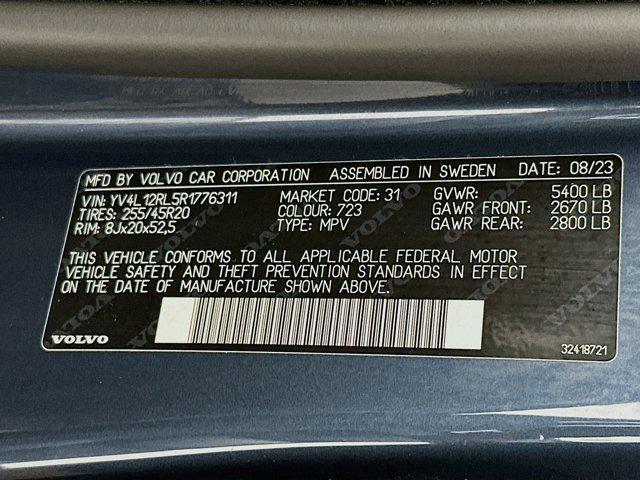 MFD BY VOLVO CAR CORPORATION ASSEMBLED IN SWEDEN DATE: 08/23
VIN: YV4L12RL5R1776311 MARKET CODE: 31 GVWR: 5400 LB
TIRES: 255/45R20 COLOUR: 723 GAWR FRONT: 2670 LB
RIM: 8Jx20x52,5 TYPE: MPV GAWR REAR: 2800 LB
THIS VEHICLE CONFORMS TO ALL APPLICABLE FEDERAL MOTOR
VEHICLE SAFETY AND THEFT PREVENTION STANDARDS IN EFFECT
ON THE DATE OF MANUFACTURE SHOWN ABOVE.
VOLVO 32418721